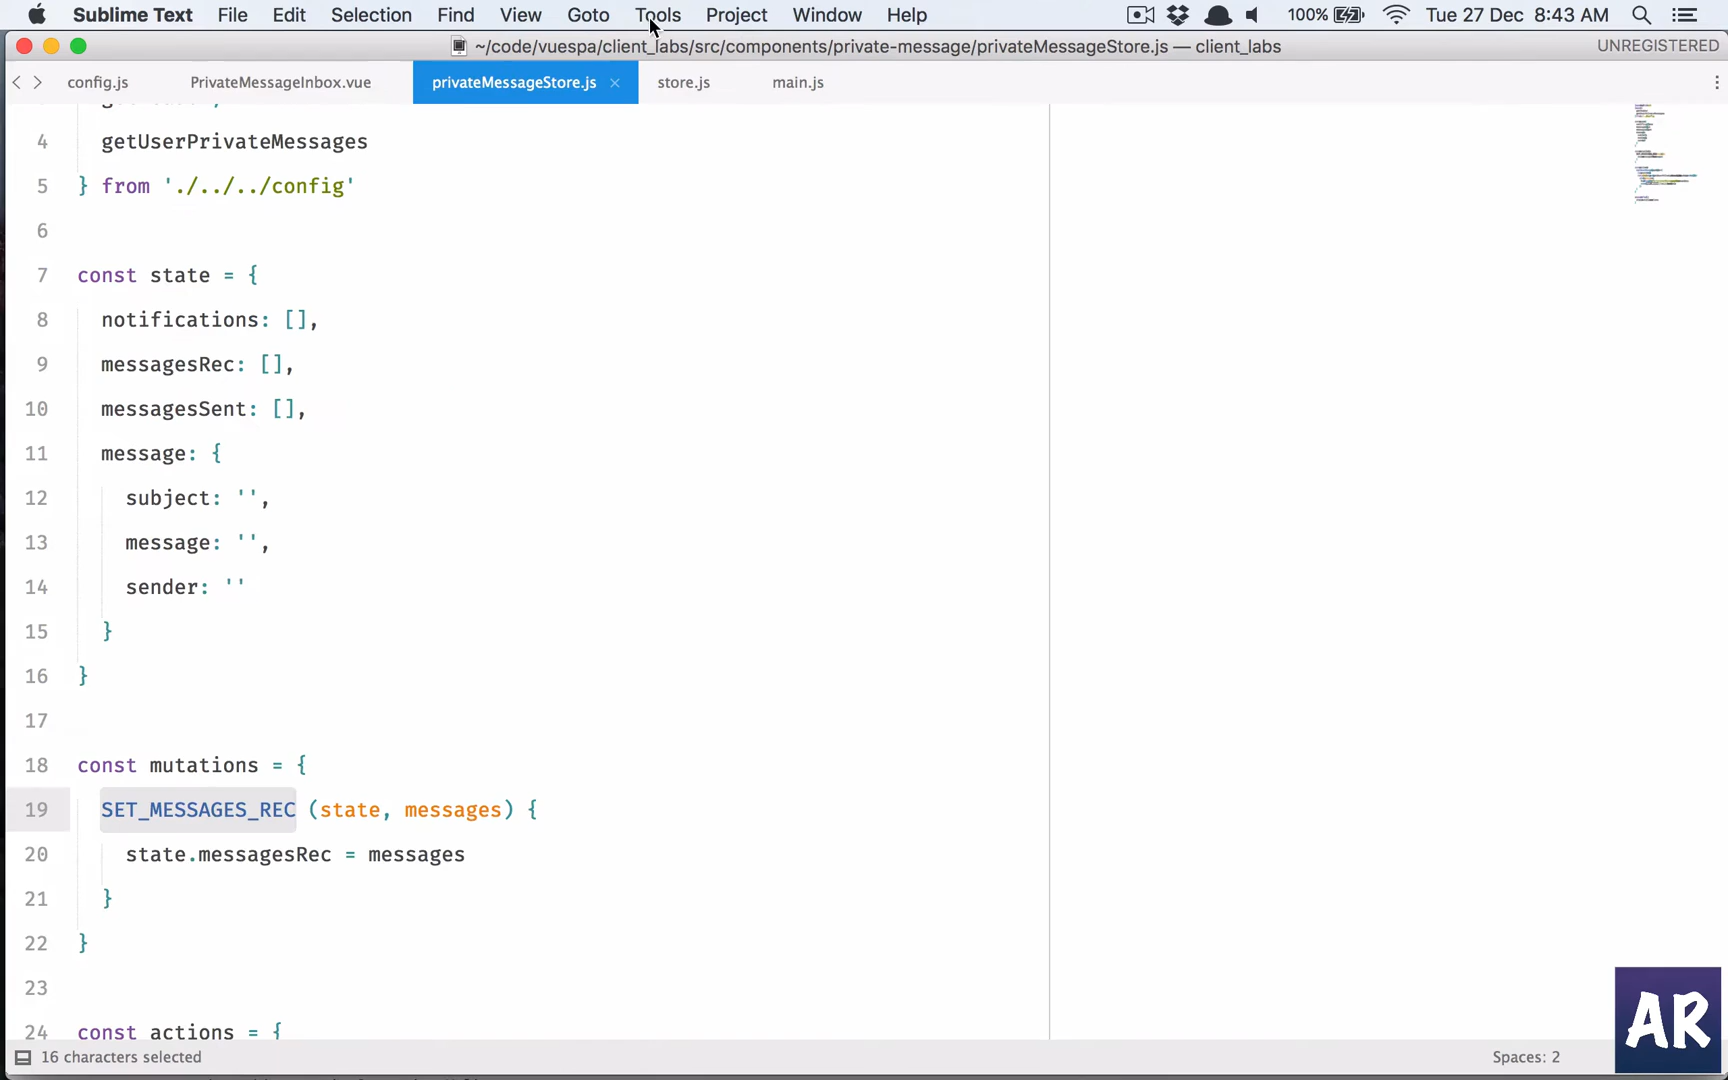 Sublime Text File Edit Selection Find View Goto Tools Project Window Help 100% Tue 27 Dec 8:43 AM
~/code/vuespa/client_labs/src/components/private-message/privateMessageStore.js — client_labs UNREGISTERED
config.js PrivateMessageInbox.vue privateMessageStore.js × store.js main.js
4 getUserPrivateMessages
5 } from './../../config'
6
7 const state = {
8 notifications: [],
9 messagesRec: [],
10 messagesSent: [],
11 message: {
12 subject: '',
13 message: '',
14 sender: ''
15 }
16 }
17
18 const mutations = {
19 SET_MESSAGES_REC (state, messages) {
20 state.messagesRec = messages
21 }
22 }
23
24 const actions = {
16 characters selected Spaces: 2
AR